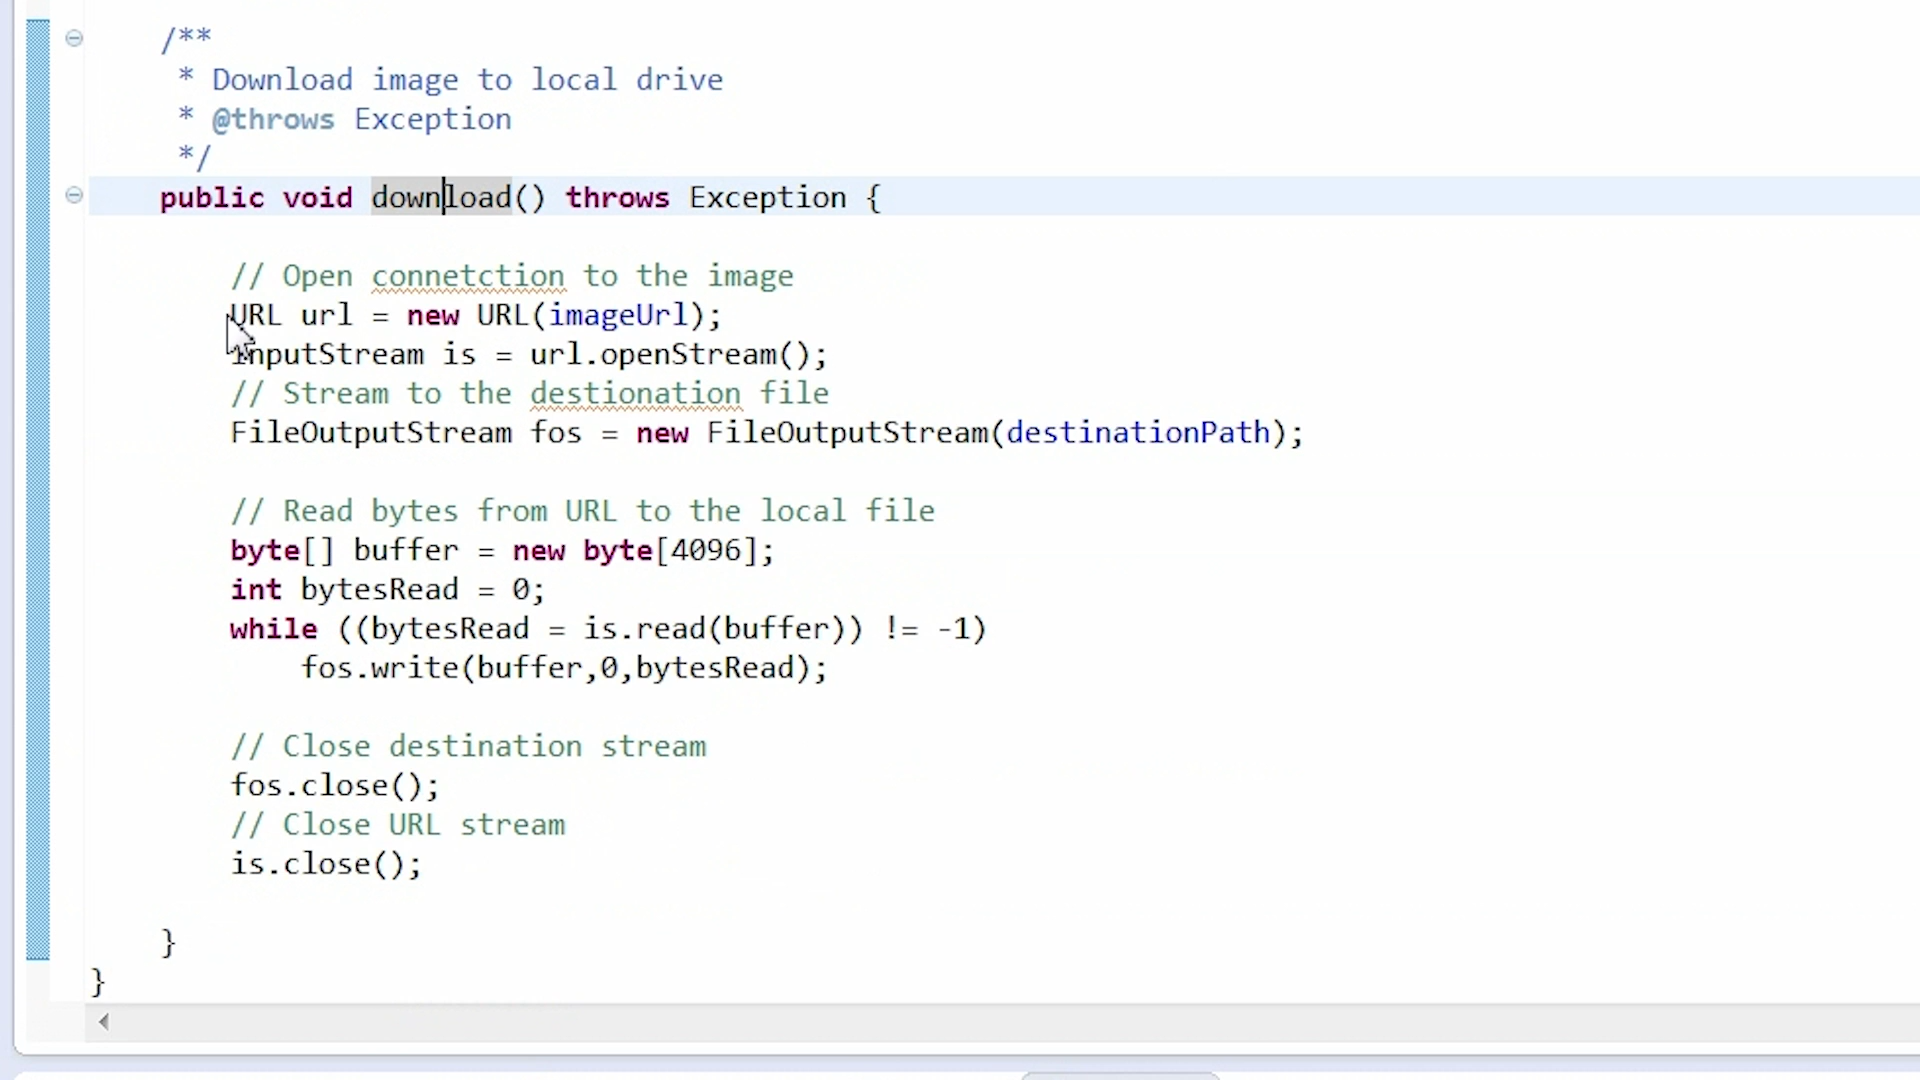 /**
* Download image to local drive
* @throws Exception
*/
public void download() throws Exception {
// Open connetction to the image
URL url = new URL(imageUrl);
InputStream is = url.openStream();
// Stream to the destionation file
FileOutputStream fos = new FileOutputStream(destinationPath);
// Read bytes from URL to the local file
byte[] buffer = new byte[4096];
int bytesRead = 0;
while ((bytesRead = is.read(buffer)) != -1)
fos.write(buffer,0,bytesRead);
// Close destination stream
fos.close();
// Close URL stream
is.close();
}
}